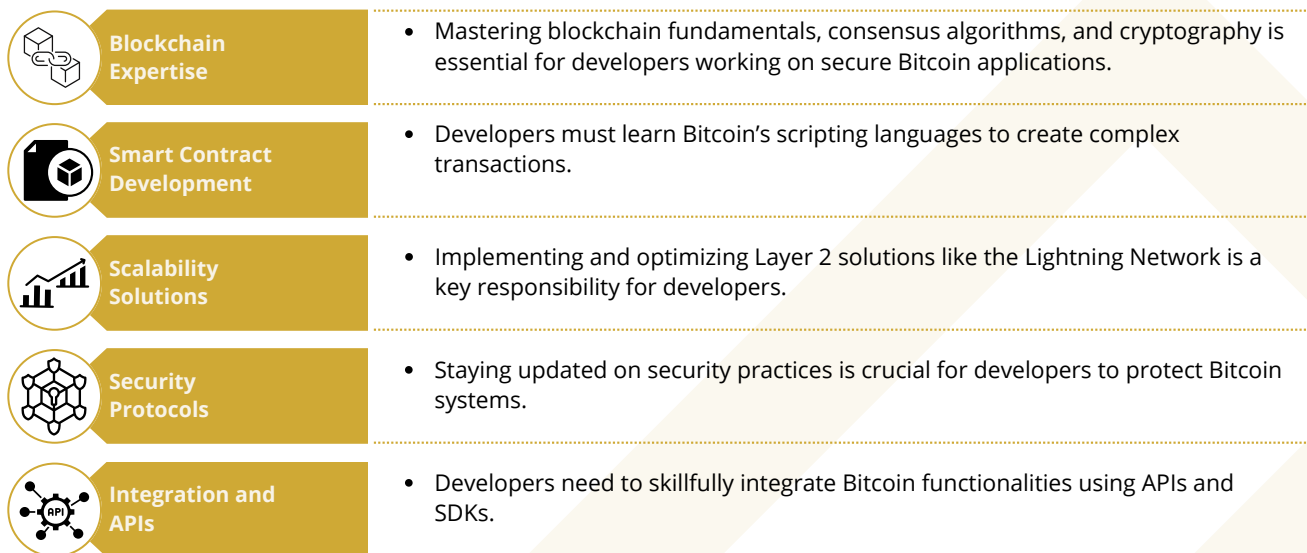 Blockchain
Expertise
• Mastering blockchain fundamentals, consensus algorithms, and cryptography is
essential for developers working on secure Bitcoin applications.
Smart Contract
Development
• Developers must learn Bitcoin’s scripting languages to create complex
transactions.
Scalability
Solutions
• Implementing and optimizing Layer 2 solutions like the Lightning Network is a
key responsibility for developers.
Security
Protocols
• Staying updated on security practices is crucial for developers to protect Bitcoin
systems.
API
Integration and
APIs
• Developers need to skillfully integrate Bitcoin functionalities using APIs and
SDKs.